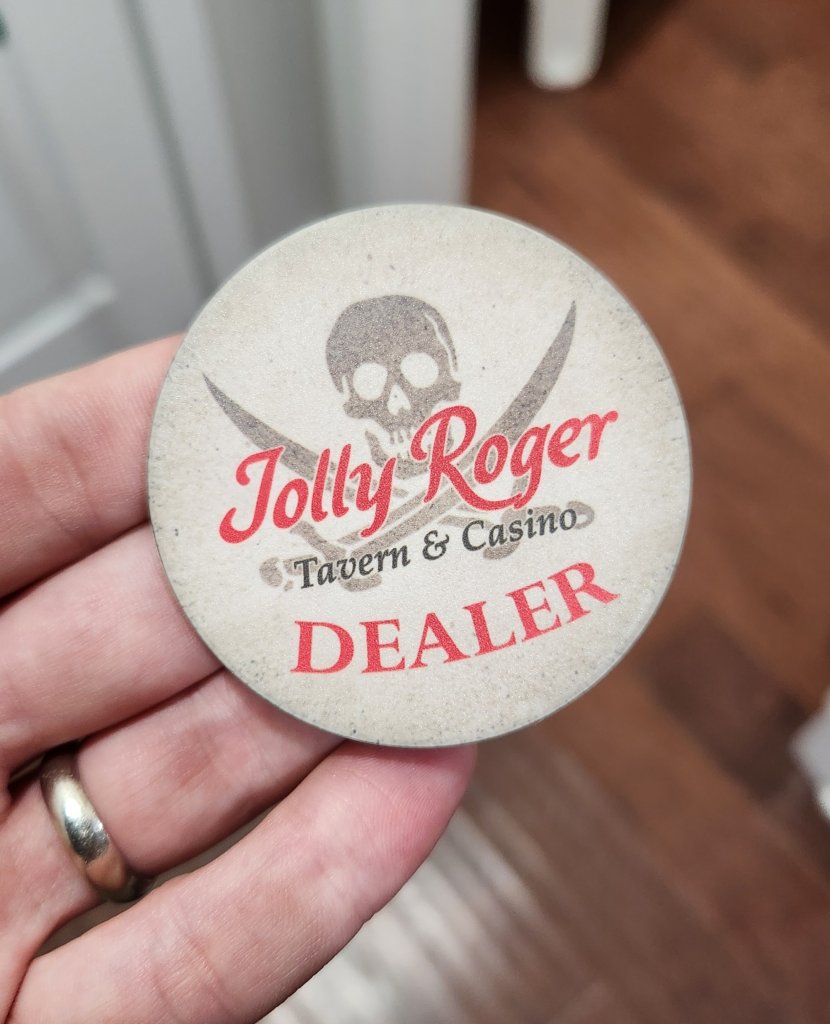 Jolly Roger
Tavern & Casino
DEALER